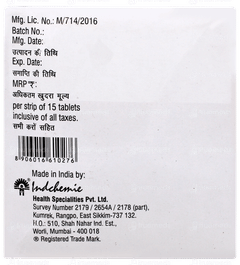 Mfg. Lic. No.: M/714/2016
Batch No.:
Mfg. Date:
उत्पादन की तिथि
Exp. Date:
समाप्ति की तिथि
MRP ₹:
अधिकतम खुदरा मूल्य
per strip of 15 tablets
inclusive of all taxes.
सभी करों सहित
8906016610276
Made in India by:
Indchemie
Health Specialities Pvt. Ltd.
Survey Number 2179 / 2654A / 2178 (part),
Kumrek, Rangpo, East Sikkim-737 132.
H.O.: 510, Shah Nahar Ind. Est.,
Worli, Mumbai - 400 018
® Registered Trade Mark.